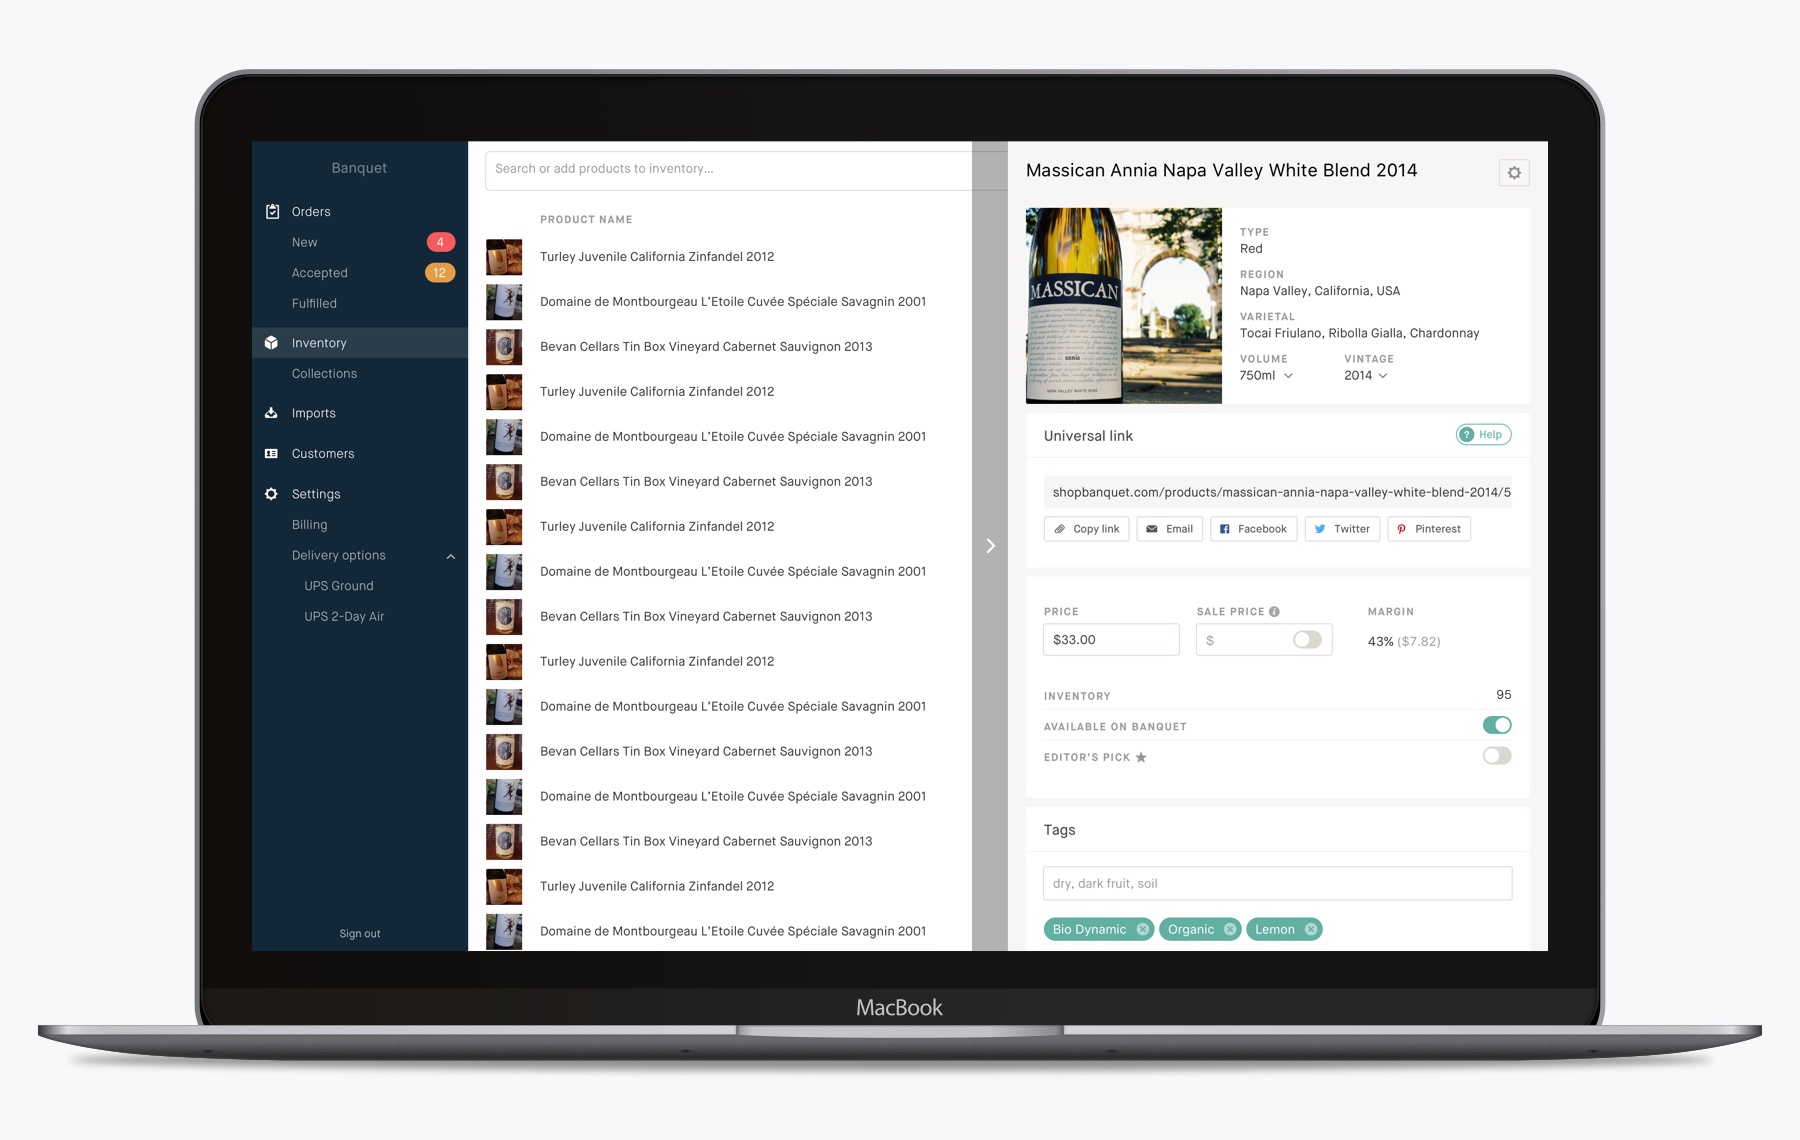 Banquet
Orders
New 4
Accepted 12
Fulfilled
Inventory
Collections
Imports
Customers
Settings
Billing
Delivery options
UPS Ground
UPS 2-Day Air
Sign out
Search or add products to inventory...
PRODUCT NAME
Turley Juvenile California Zinfandel 2012
Domaine de Montbourgeau L'Etoile Cuvée Spéciale Savagnin 2001
Bevan Cellars Tin Box Vineyard Cabernet Sauvignon 2013
Turley Juvenile California Zinfandel 2012
Domaine de Montbourgeau L'Etoile Cuvée Spéciale Savagnin 2001
Bevan Cellars Tin Box Vineyard Cabernet Sauvignon 2013
Turley Juvenile California Zinfandel 2012
Domaine de Montbourgeau L'Etoile Cuvée Spéciale Savagnin 2001
Bevan Cellars Tin Box Vineyard Cabernet Sauvignon 2013
Turley Juvenile California Zinfandel 2012
Domaine de Montbourgeau L'Etoile Cuvée Spéciale Savagnin 2001
Bevan Cellars Tin Box Vineyard Cabernet Sauvignon 2013
Domaine de Montbourgeau L'Etoile Cuvée Spéciale Savagnin 2001
Bevan Cellars Tin Box Vineyard Cabernet Sauvignon 2013
Turley Juvenile California Zinfandel 2012
Domaine de Montbourgeau L'Etoile Cuvée Spéciale Savagnin 2001
Massican Annia Napa Valley White Blend 2014
MASSICAN
annia
NAPA VALLEY WHITE WINE
TYPE
Red
REGION
Napa Valley, California, USA
VARIETAL
Tocai Friulano, Ribolla Gialla, Chardonnay
VOLUME VINTAGE
750ml 2014
Universal link ? Help
shopbanquet.com/products/massican-annia-napa-valley-white-blend-2014/5
Copy link Email Facebook Twitter Pinterest
PRICE SALE PRICE MARGIN
$33.00 $ 43% ($7.82)
INVENTORY 95
AVAILABLE ON BANQUET
EDITOR'S PICK
Tags
dry, dark fruit, soil
Bio Dynamic Organic Lemon
MacBook